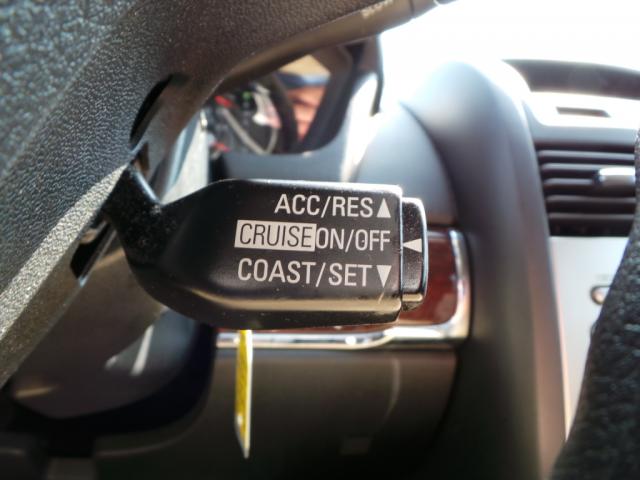 ACC/RES▲
CRUISE ON/OFF ◀
COAST/SET▼